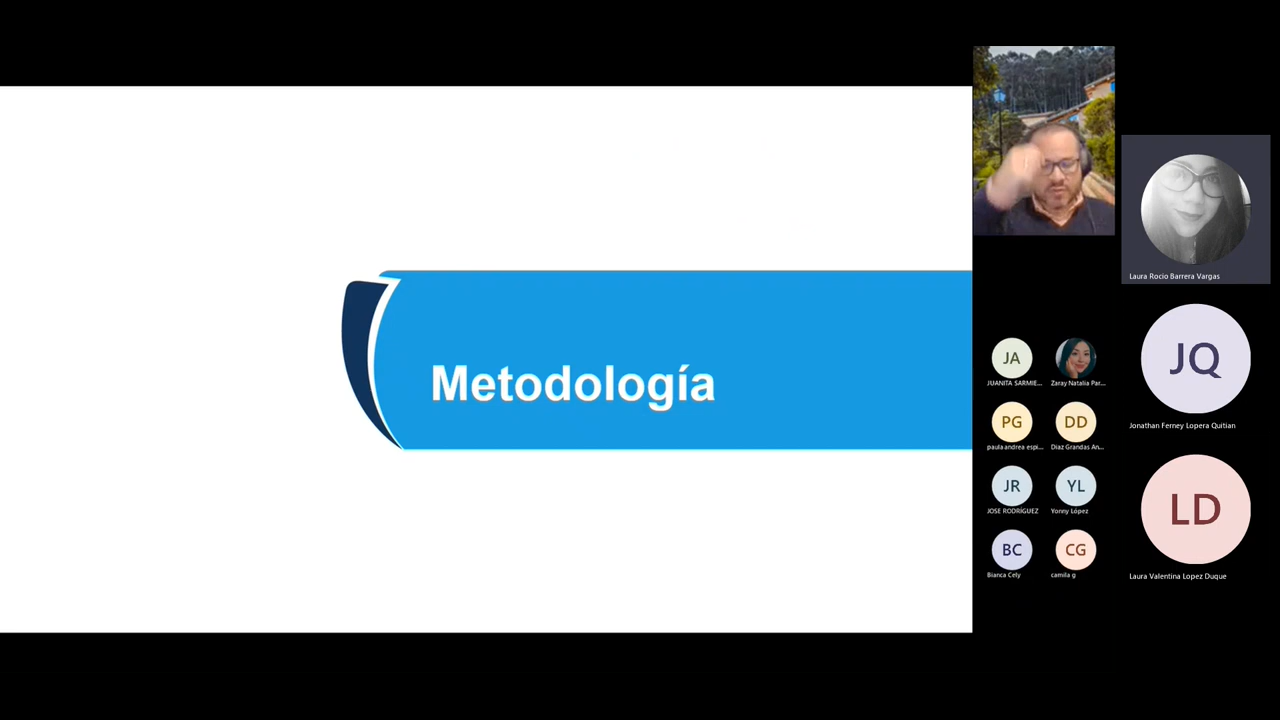 Metodología
Laura Rocio Barrera Vargas
JA
JUANITA SARMIE...
Zaray Natalia Par...
JQ
PG
paula andrea espi...
DD
Diaz Grandas An...
Jonathan Ferney Lopera Quitian
JR
JOSE RODRÍGUEZ
YL
Yonny López
LD
BC
Bianca Cely
CG
camila g
Laura Valentina Lopez Duque